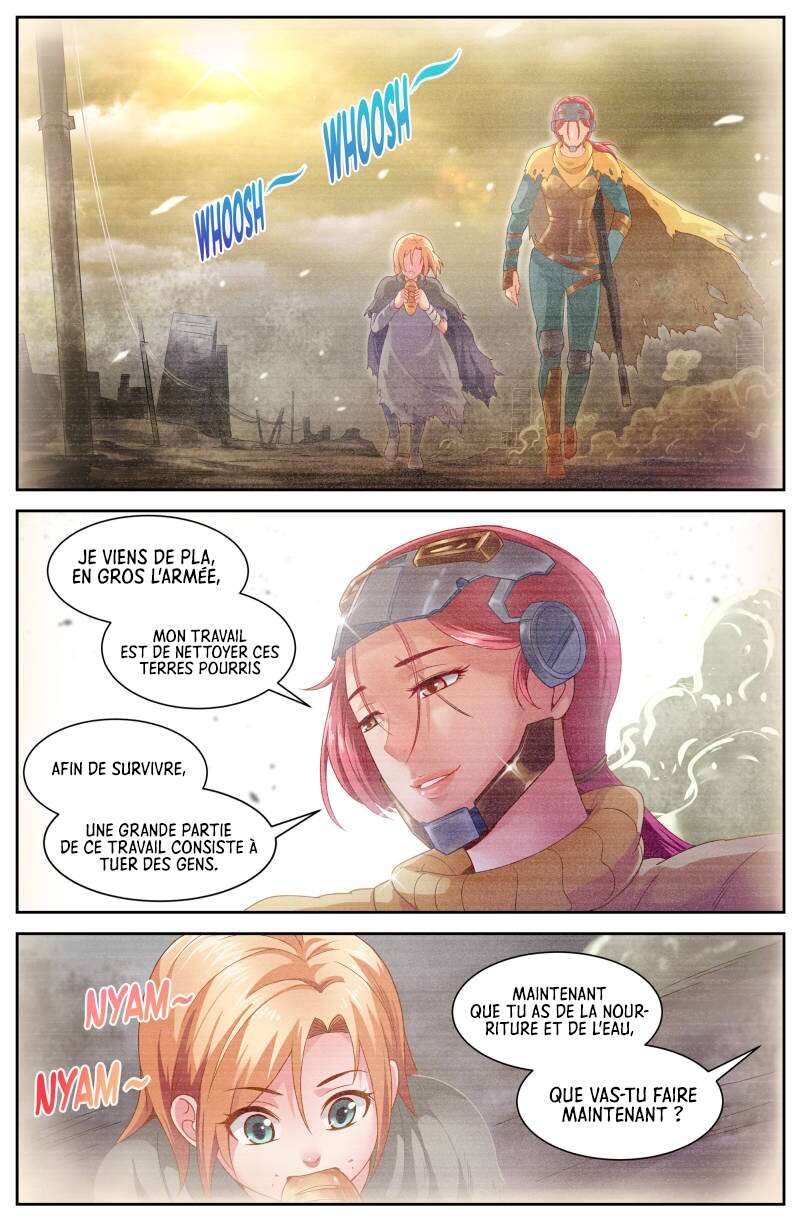 WHOOSH~
WHOOSH~
JE VIENS DE PLA,
EN GROS L'ARMÉE,
MON TRAVAIL
EST DE NETTOYER CES
TERRES POURRIS
AFIN DE SURVIVRE,
UNE GRANDE PARTIE
DE CE TRAVAIL CONSISTE À
TUER DES GENS.
NYAM~
NYAM~
MAINTENANT
QUE TU AS DE LA NOUR-
RITURE ET DE L'EAU,
QUE VAS-TU FAIRE
MAINTENANT ?